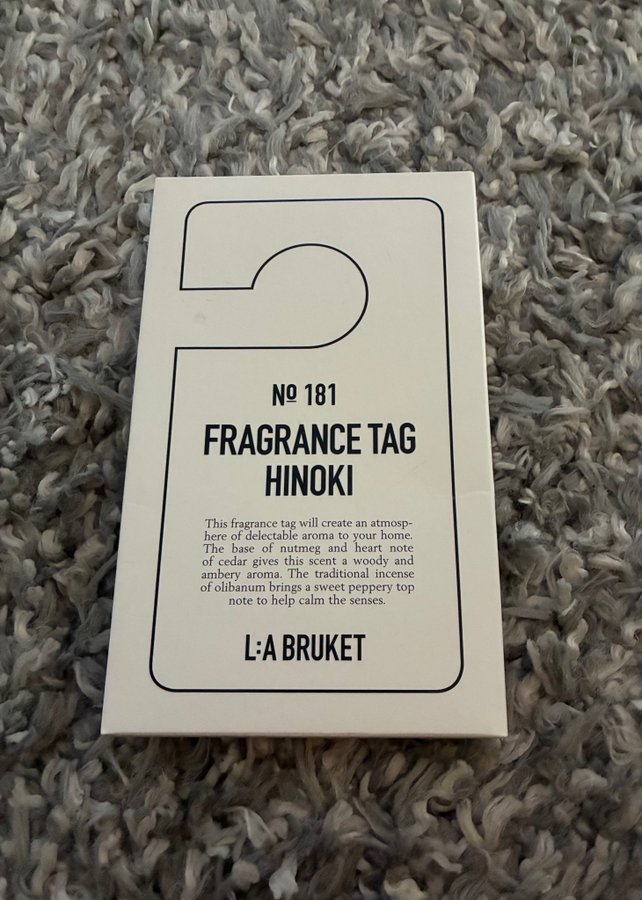 Nº 181
FRAGRANCE TAG
HINOKI
This fragrance tag will create an atmosp-
here of delectable aroma to your home.
The base of nutmeg and heart note
of cedar gives this scent a woody and
ambery aroma. The traditional incense
of olibanum brings a sweet peppery top
note to help calm the senses.
L:A BRUKET